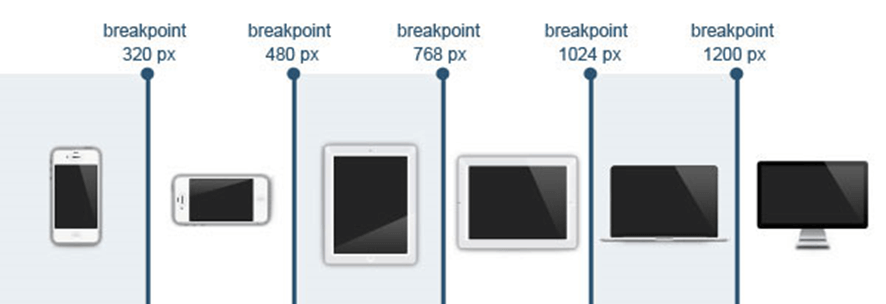 breakpoint
320 px
breakpoint
480 px
breakpoint
768 px
breakpoint
1024 px
breakpoint
1200 px